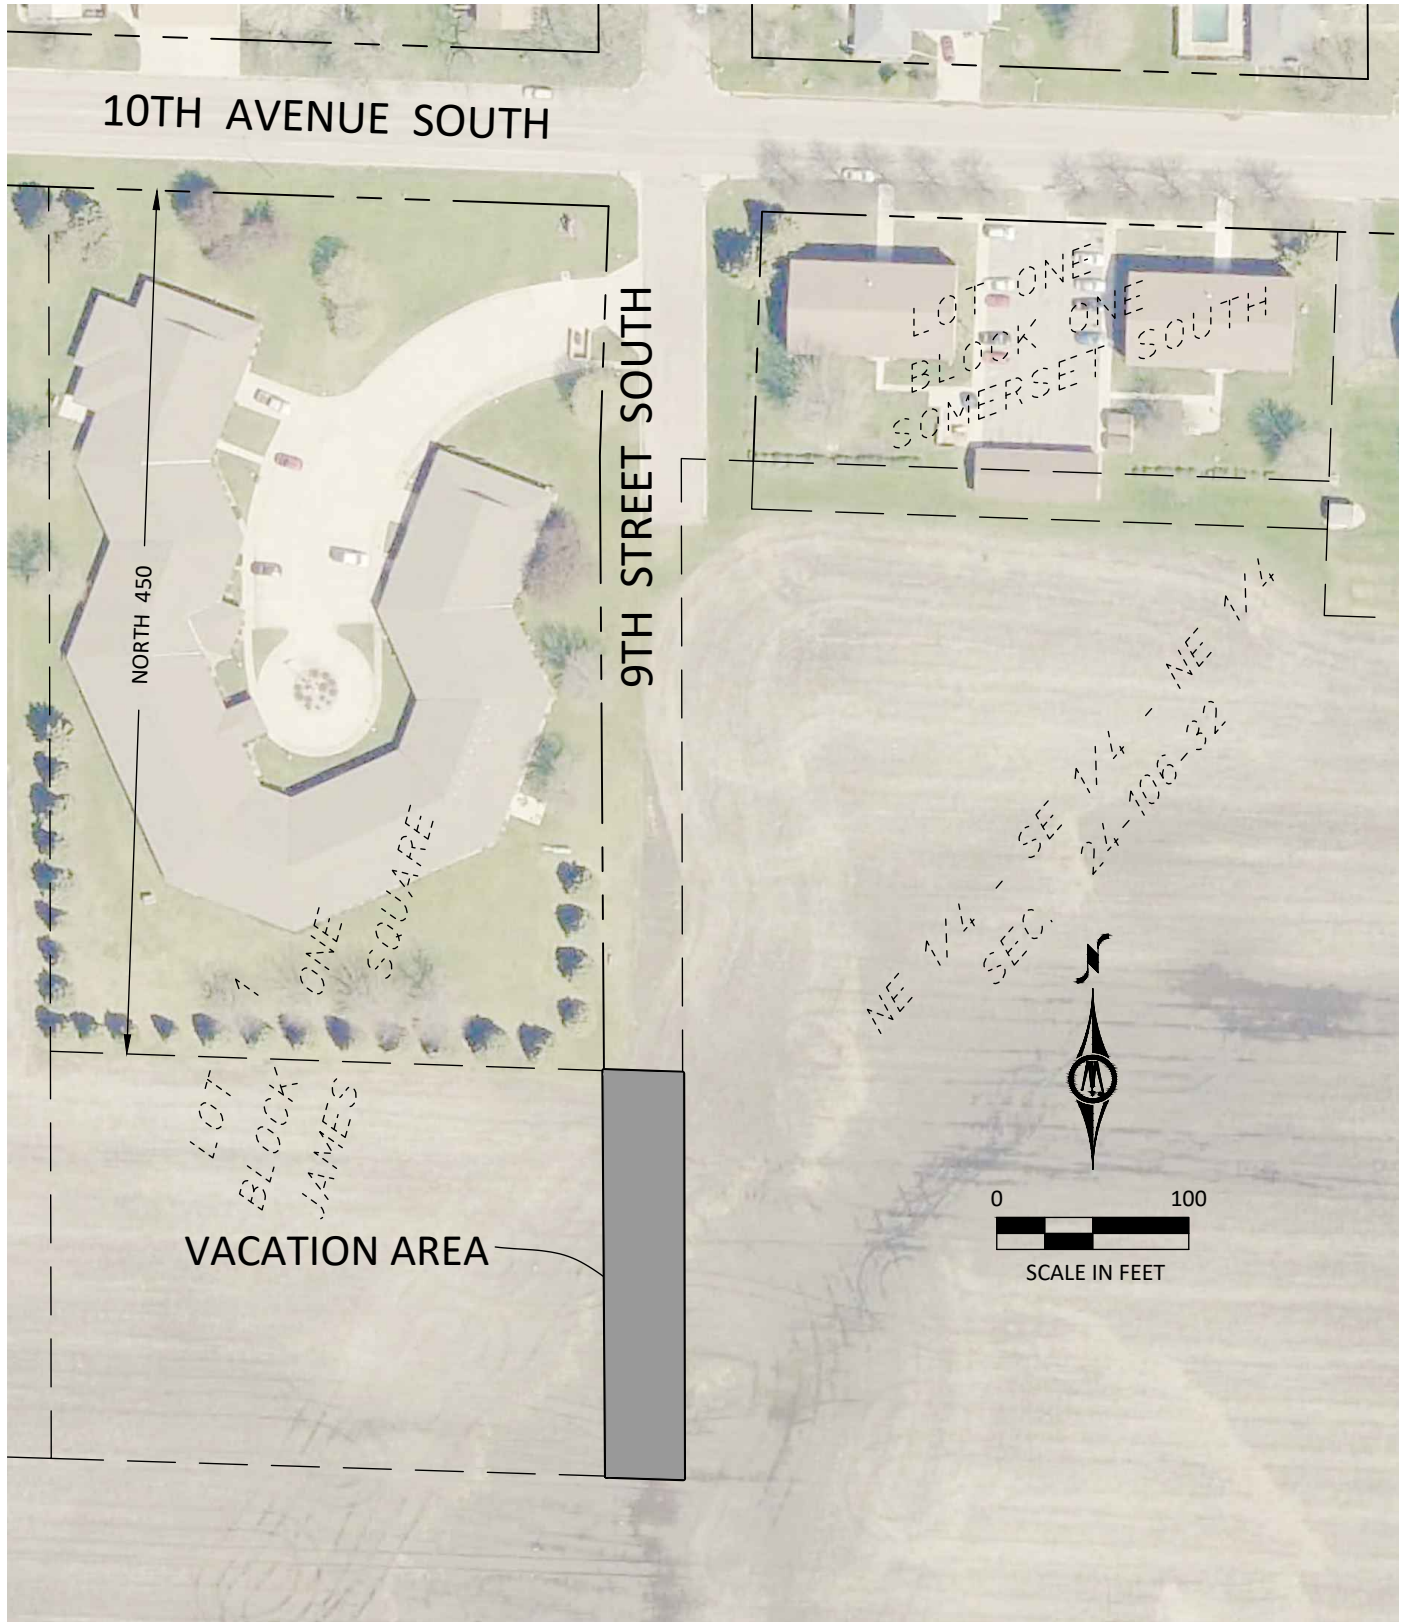 10TH AVENUE SOUTH
LOT ONE
BLOCK ONE
SOMERSET SOUTH
9TH STREET SOUTH
NORTH 450
NE 1/4 - SE 1/4 - NE 1/4
SEC. 24-106-32
N
LOT 1
BLOCK ONE
JAMES SQUARE
VACATION AREA
0 100
SCALE IN FEET